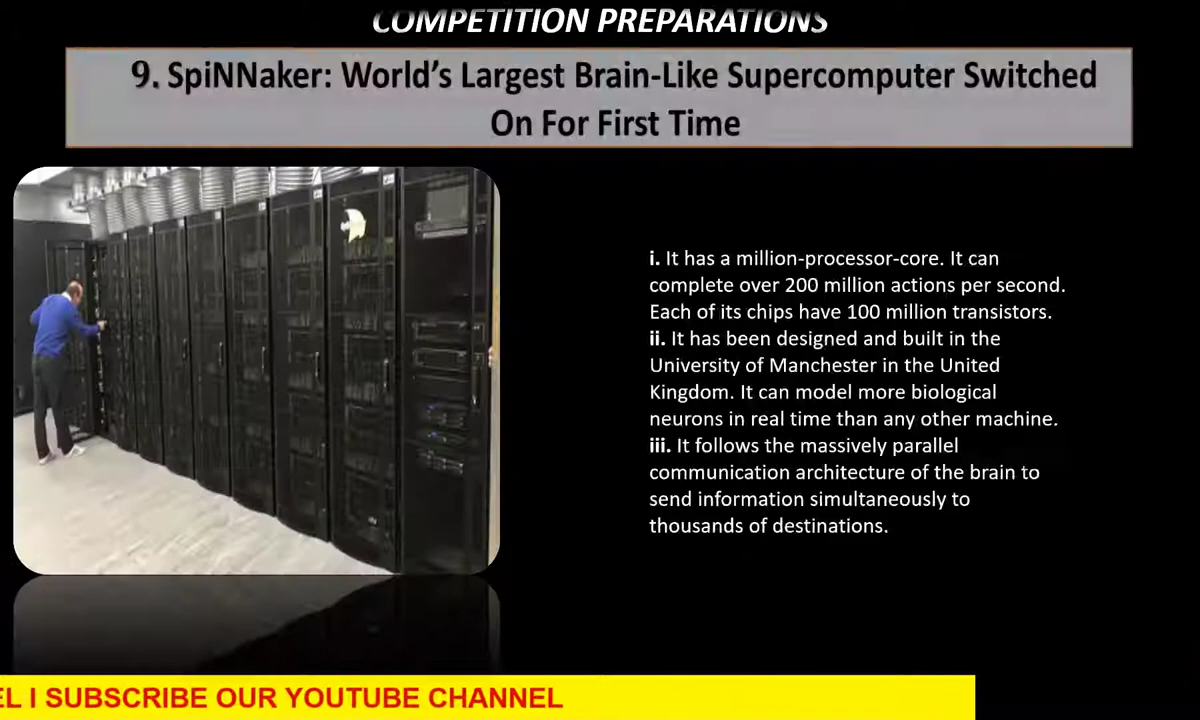 COMPETITION PREPARATIONS
9. SpiNNaker: World's Largest Brain-Like Supercomputer Switched
On For First Time
i. It has a million-processor-core. It can
complete over 200 million actions per second.
Each of its chips have 100 million transistors.
ii. It has been designed and built in the
University of Manchester in the United
Kingdom. It can model more biological
neurons in real time than any other machine.
iii. It follows the massively parallel
communication architecture of the brain to
send information simultaneously to
thousands of destinations.
EL I SUBSCRIBE OUR YOUTUBE CHANNEL